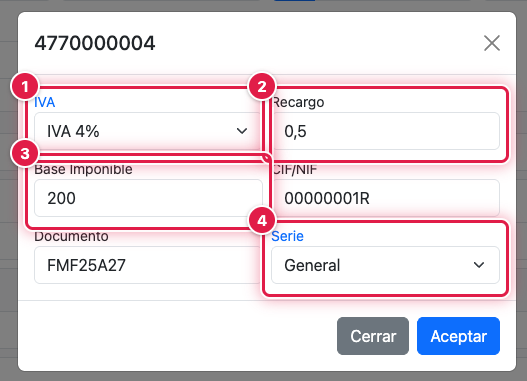 4770000004
1
2
IVA
Recargo
IVA 4%
0,5
3
Base Imponible
CIF/NIF
200
00000001R
4
Documento
Serie
FMF25A27
General
Cerrar
Aceptar